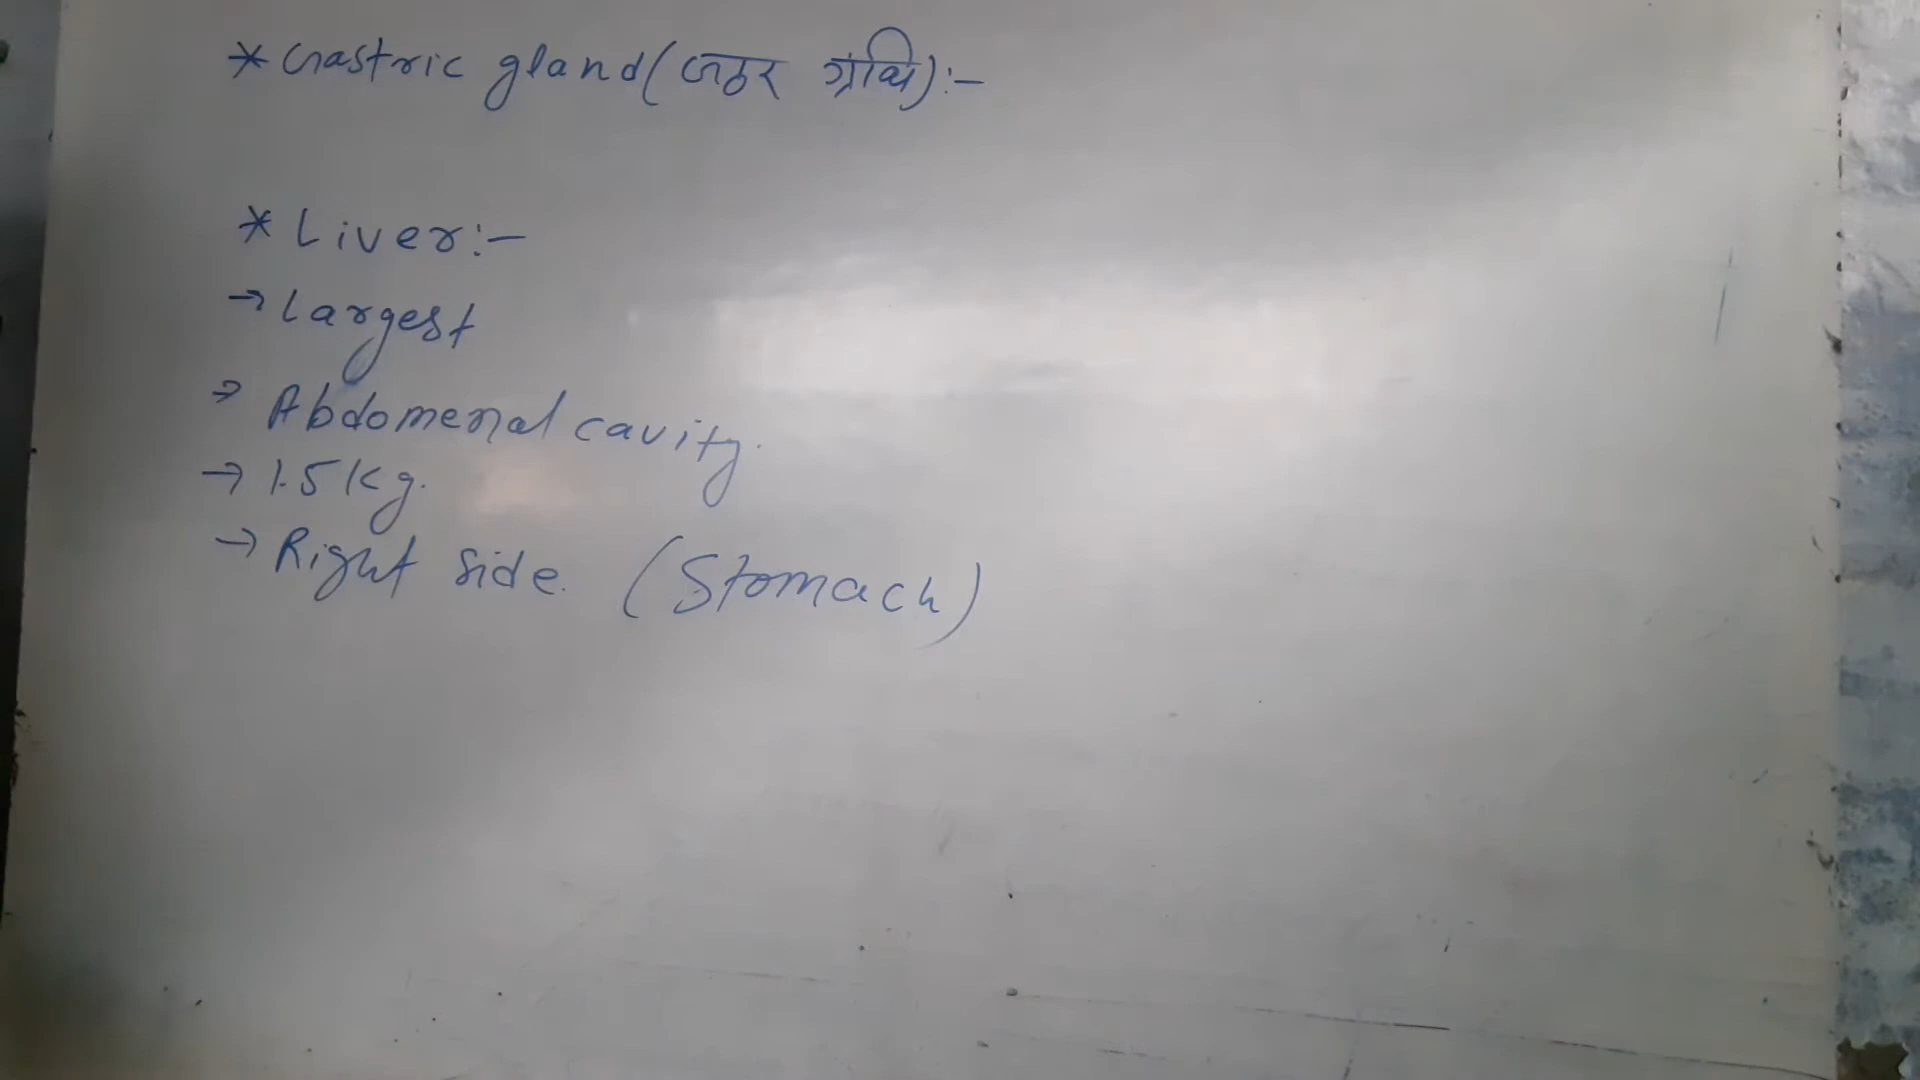 * Gastric gland (जठर ग्रंथि):-
* Liver:-
→ Largest
→ Abdomenal cavity.
→ 1.5 kg.
→ Right side. (Stomach)